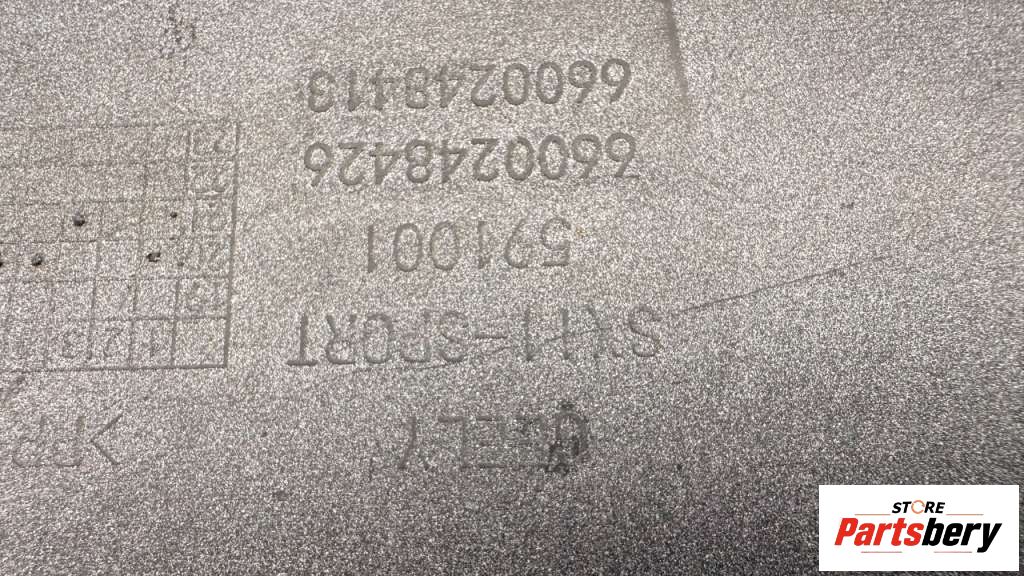 GEELY
SX11-SPORT
591001
6600248426
6600248413
STORE
Partsbery